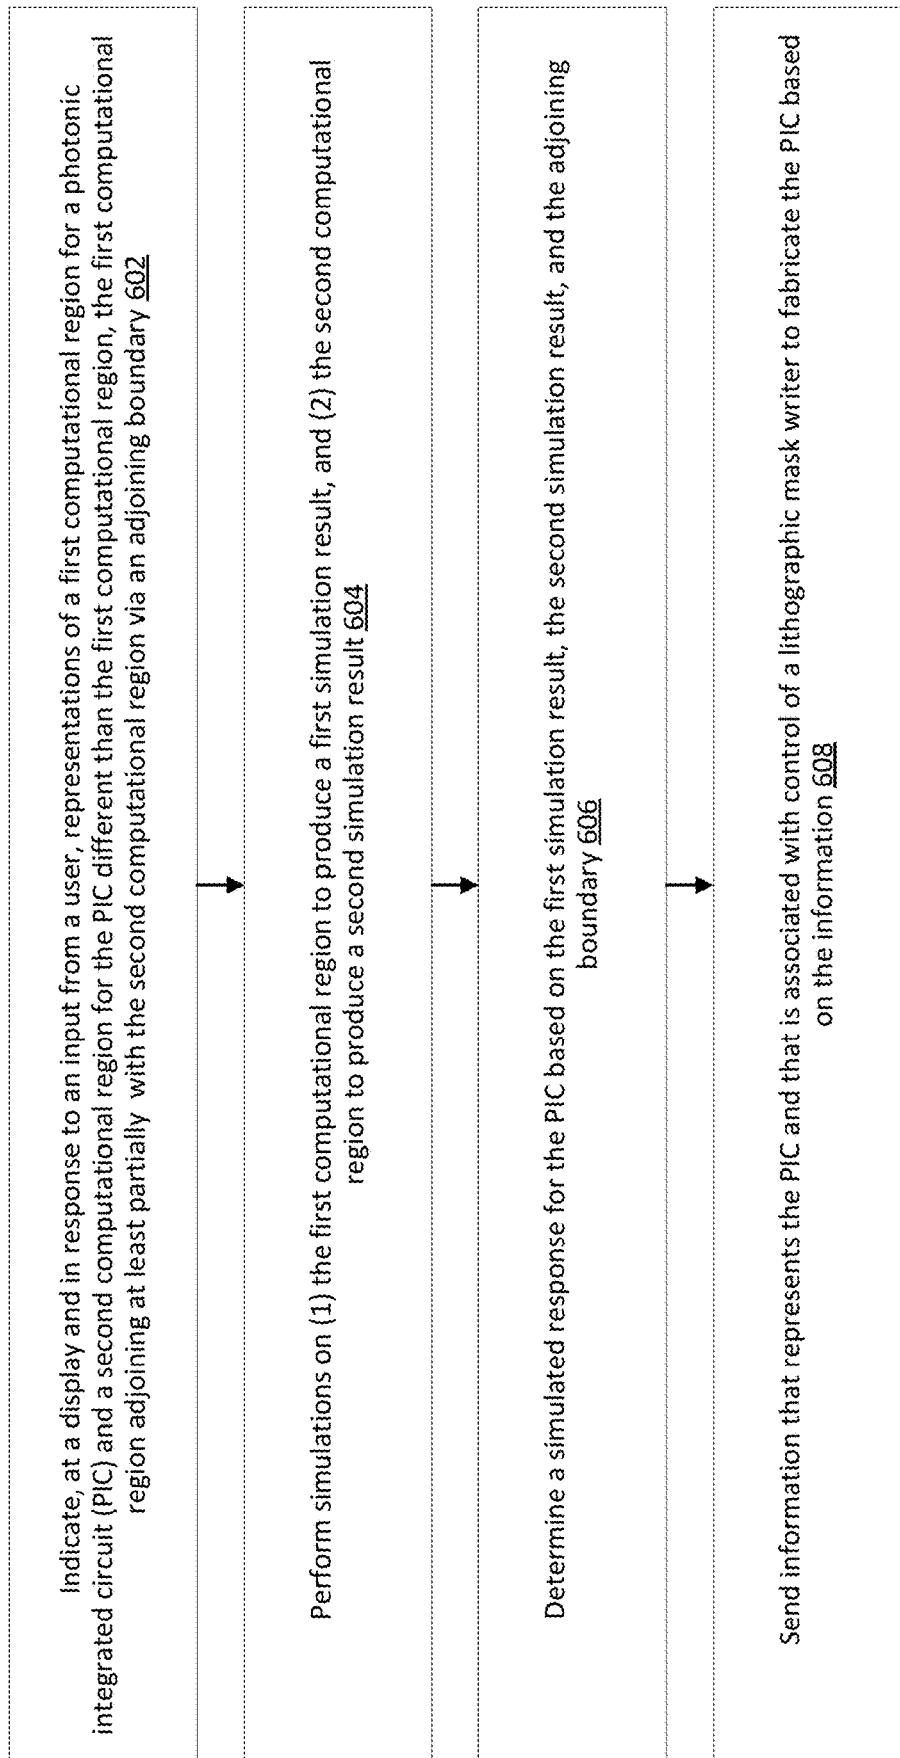 Indicate, at a display and in response to an input from a user, representations of a first computational region for a photonic
integrated circuit (PIC) and a second computational region for the PIC different than the first computational region, the first computational
region adjoining at least partially with the second computational region via an adjoining boundary 602
Perform simulations on (1) the first computational region to produce a first simulation result, and (2) the second computational
region to produce a second simulation result 604
Determine a simulated response for the PIC based on the first simulation result, the second simulation result, and the adjoining
boundary 606
Send information that represents the PIC and that is associated with control of a lithographic mask writer to fabricate the PIC based
on the information 608